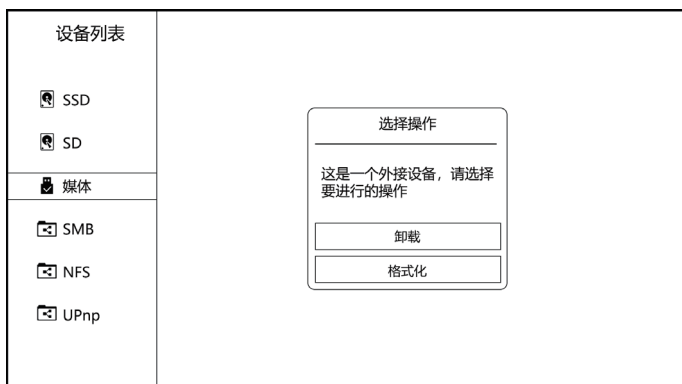 设备列表
SSD
SD
媒体
SMB
NFS
UPnp
选择操作
这是一个外接设备，请选择
要进行的操作
卸载
格式化